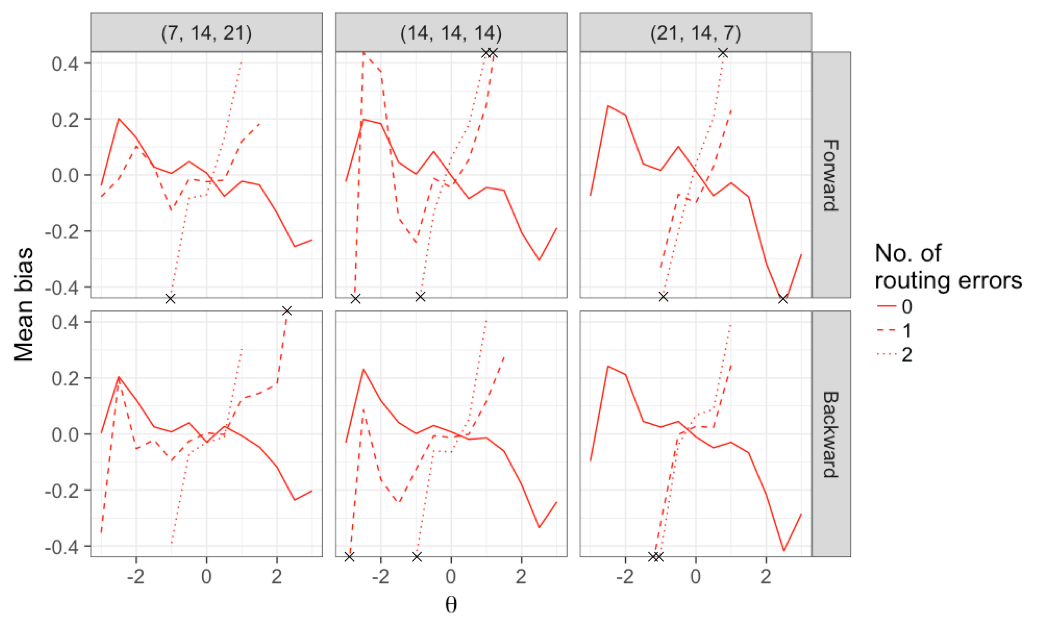 (7, 14, 21)
(14, 14, 14)
(21, 14, 7)
Mean bias
0.4
0.2
0.0
-0.2
-0.4
Forward
0.4
0.2
0.0
-0.2
-0.4
Backward
-2
0
2
-2
0
2
-2
0
2
θ
No. of
routing errors
0
1
2